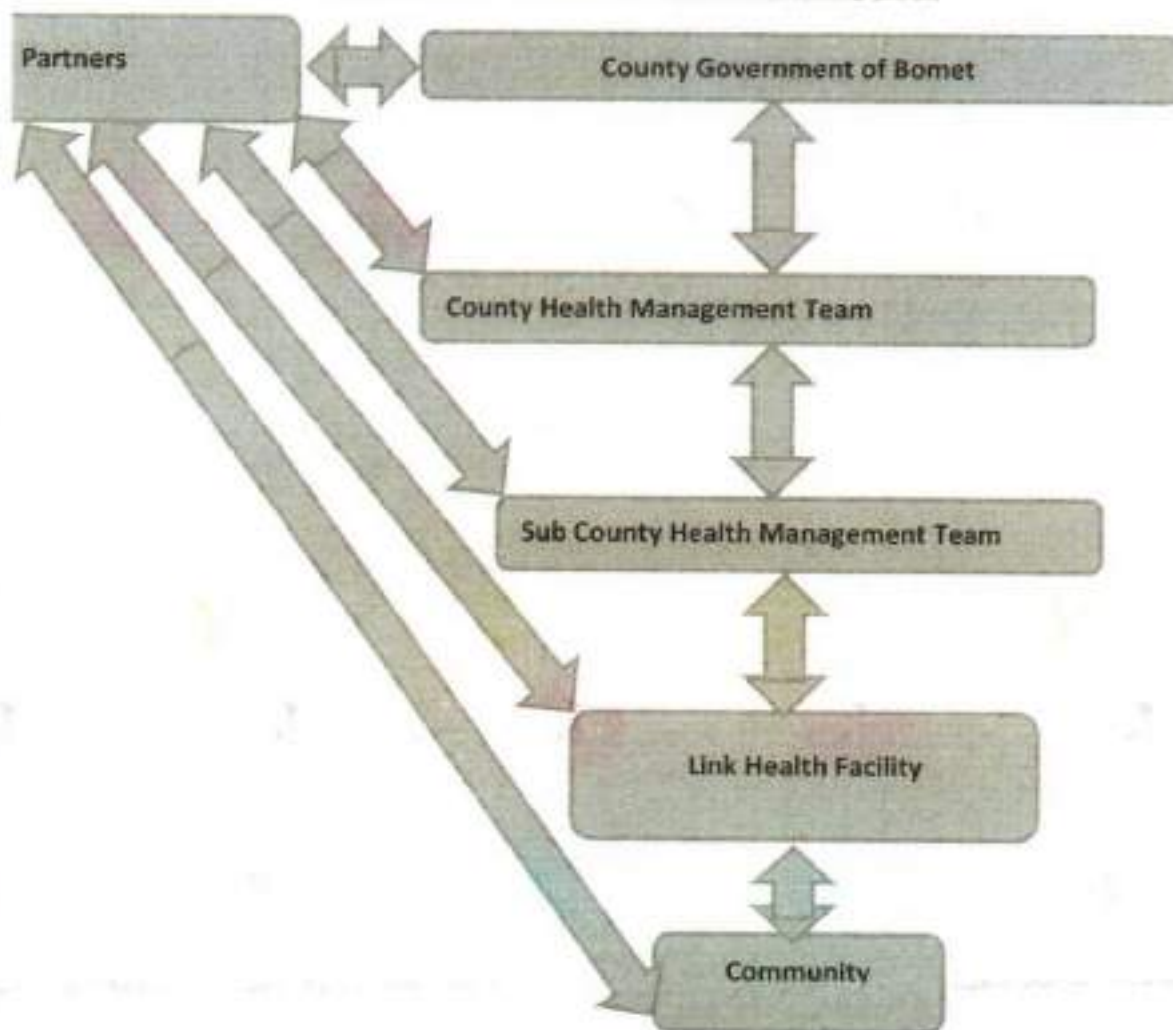 Partners
County Government of Bomet
County Health Management Team
Sub County Health Management Team
Link Health Facility
Community